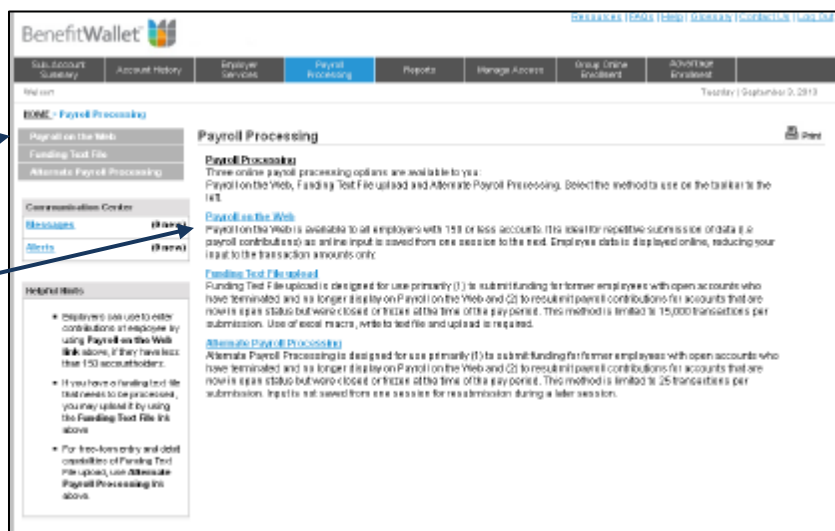 Resources | FAQs | Help | Glossary | Contact Us | Log Out
BenefitWallet
Sub-Account Summary
Account History
Employer Services
Payroll Processing
Reports
Manage Access
Group Online Enrollment
Advantage Enrollment
Welcome
Tuesday | September 3, 2013
HOME > Payroll Processing
Payroll on the Web
Funding Text File
Alternate Payroll Processing
Communication Center
Messages (0 new)
Alerts (0 new)
Helpful Hints
Employers can use to enter
contributions at employee by
using Payroll on the Web
link above, if they have less
than 150 accountholders.
If you have a funding text file
that needs to be processed,
you may upload it by using
the Funding Text File link
above
For free-form entry and debit
capabilities of Funding Text
File upload, use Alternate
Payroll Processing link
above.
Payroll Processing
Print
Payroll Processing
Three online payroll processing options are available to you:
Payroll on the Web, Funding Text File upload and Alternate Payroll Processing. Select the method to use on the taskbar to the
left.
Payroll on the Web
Payroll on the Web is available to all employers with 150 or less accounts. It is ideal for repetitive submission of data (i.e
payroll contributions) as online input is saved from one session to the next. Employee data is displayed online, reducing your
input to the transaction amounts only.
Funding Text File upload
Funding Text File upload is designed for use primarily (1) to submit funding for former employees with open accounts who
have terminated and no longer display on Payroll on the Web and (2) to resubmit payroll contributions for accounts that are
now in open status but were closed or frozen at the time of the pay period. This method is limited to 15,000 transactions per
submission. Use of excel macro, write to text file and upload is required.
Alternate Payroll Processing
Alternate Payroll Processing is designed for use primarily (1) to submit funding for former employees with open accounts who
have terminated and no longer display on Payroll on the Web and (2) to resubmit payroll contributions for accounts that are
now in open status but were closed or frozen at the time of the pay period. This method is limited to 25 transactions per
submission. Input is not saved from one session for resubmission during a later session.